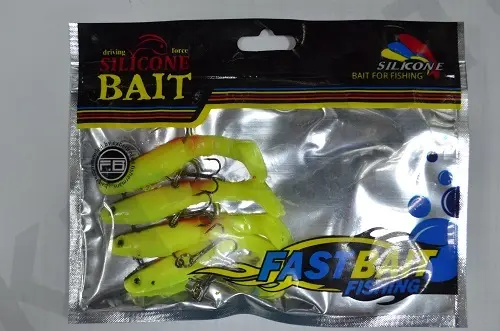 driving force
SILICONE
BAIT
SILICONE
BAIT FOR FISHING
F.B
FASTBAIT
FISHING